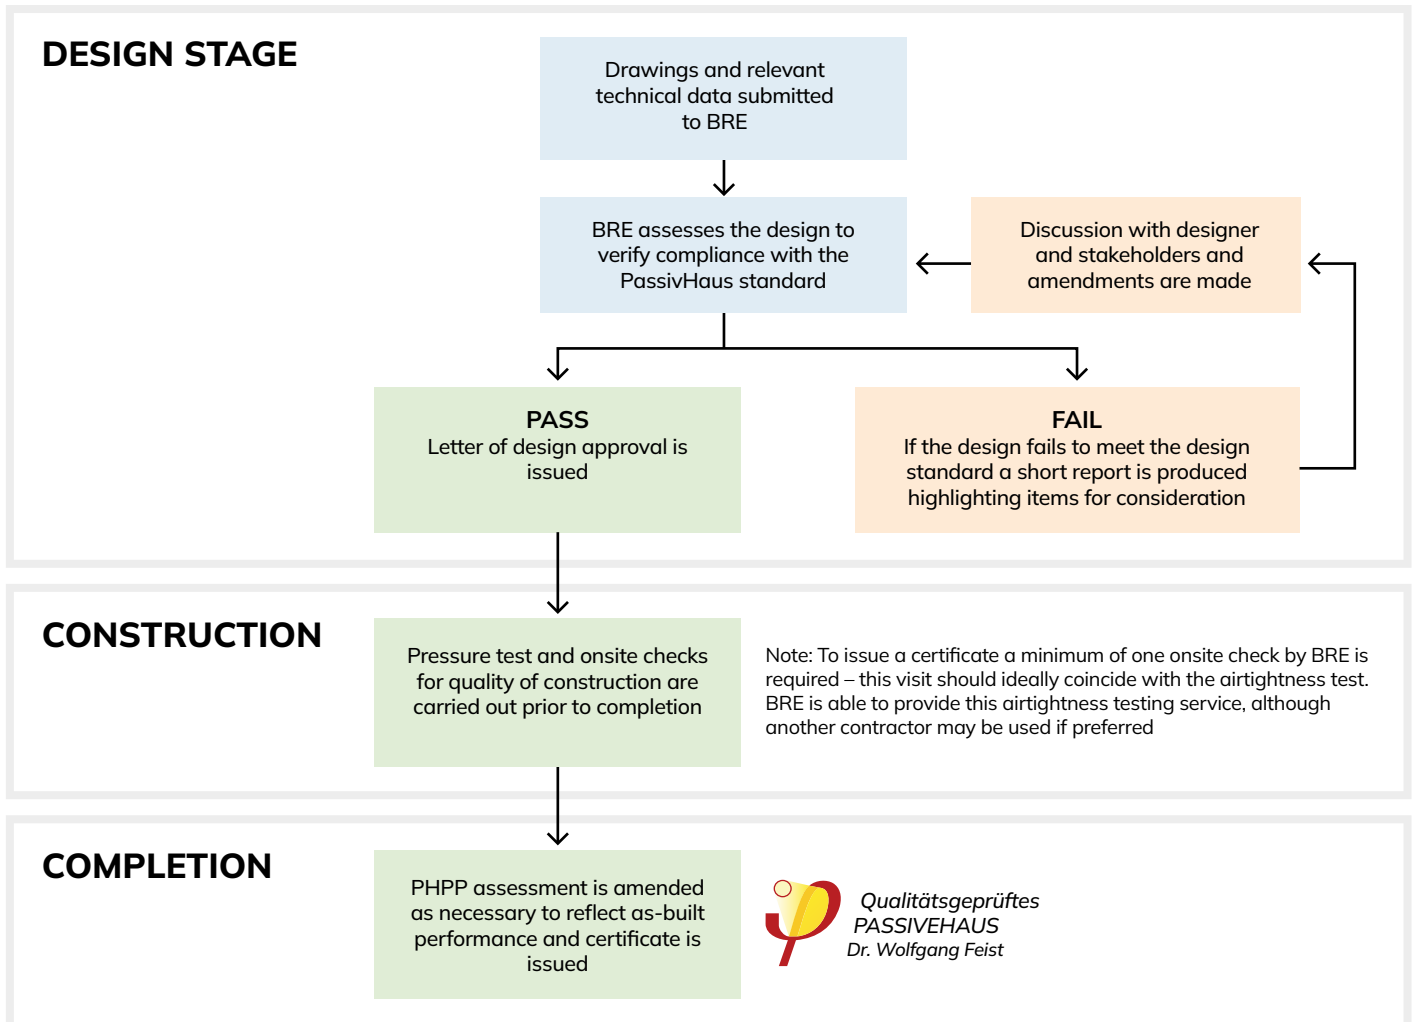 DESIGN STAGE
Drawings and relevant
technical data submitted
to BRE
BRE assesses the design to
verify compliance with the
PassivHaus standard
Discussion with designer
and stakeholders and
amendments are made
PASS
Letter of design approval is
issued
FAIL
If the design fails to meet the design
standard a short report is produced
highlighting items for consideration
CONSTRUCTION
Pressure test and onsite checks
for quality of construction are
carried out prior to completion
Note: To issue a certificate a minimum of one onsite check by BRE is
required – this visit should ideally coincide with the airtightness test.
BRE is able to provide this airtightness testing service, although
another contractor may be used if preferred
COMPLETION
PHPP assessment is amended
as necessary to reflect as-built
performance and certificate is
issued
Qualitätsgeprüftes
PASSIVEHAUS
Dr. Wolfgang Feist